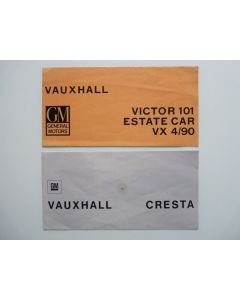 VAUXHALL
GM
GENERAL
MOTORS
VICTOR 101
ESTATE CAR
VX 4/90
GM
VAUXHALL CRESTA